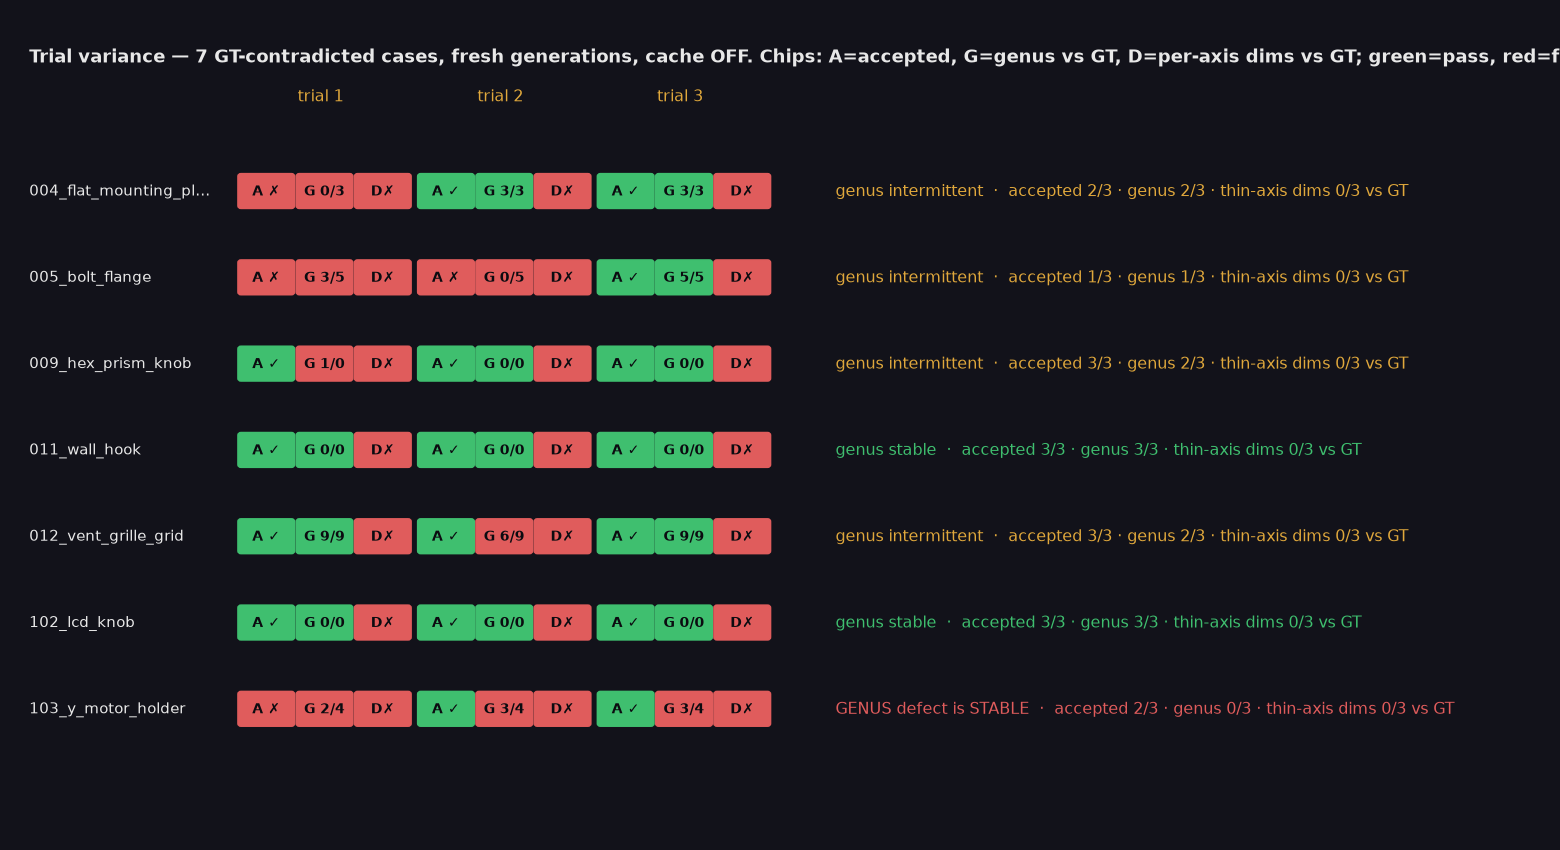 Trial variance — 7 GT-contradicted cases, fresh generations, cache OFF. Chips: A=accepted, G=genus vs GT, D=per-axis dims vs GT; green=pass, red=f
trial 1 trial 2 trial 3
004_flat_mounting_pl… A ✗ G 0/3 D✗ A ✓ G 3/3 D✗ A ✓ G 3/3 D✗ genus intermittent · accepted 2/3 · genus 2/3 · thin-axis dims 0/3 vs GT
005_bolt_flange A ✗ G 3/5 D✗ A ✗ G 0/5 D✗ A ✓ G 5/5 D✗ genus intermittent · accepted 1/3 · genus 1/3 · thin-axis dims 0/3 vs GT
009_hex_prism_knob A ✓ G 1/0 D✗ A ✓ G 0/0 D✗ A ✓ G 0/0 D✗ genus intermittent · accepted 3/3 · genus 2/3 · thin-axis dims 0/3 vs GT
011_wall_hook A ✓ G 0/0 D✗ A ✓ G 0/0 D✗ A ✓ G 0/0 D✗ genus stable · accepted 3/3 · genus 3/3 · thin-axis dims 0/3 vs GT
012_vent_grille_grid A ✓ G 9/9 D✗ A ✓ G 6/9 D✗ A ✓ G 9/9 D✗ genus intermittent · accepted 3/3 · genus 2/3 · thin-axis dims 0/3 vs GT
102_lcd_knob A ✓ G 0/0 D✗ A ✓ G 0/0 D✗ A ✓ G 0/0 D✗ genus stable · accepted 3/3 · genus 3/3 · thin-axis dims 0/3 vs GT
103_y_motor_holder A ✗ G 2/4 D✗ A ✓ G 3/4 D✗ A ✓ G 3/4 D✗ GENUS defect is STABLE · accepted 2/3 · genus 0/3 · thin-axis dims 0/3 vs GT